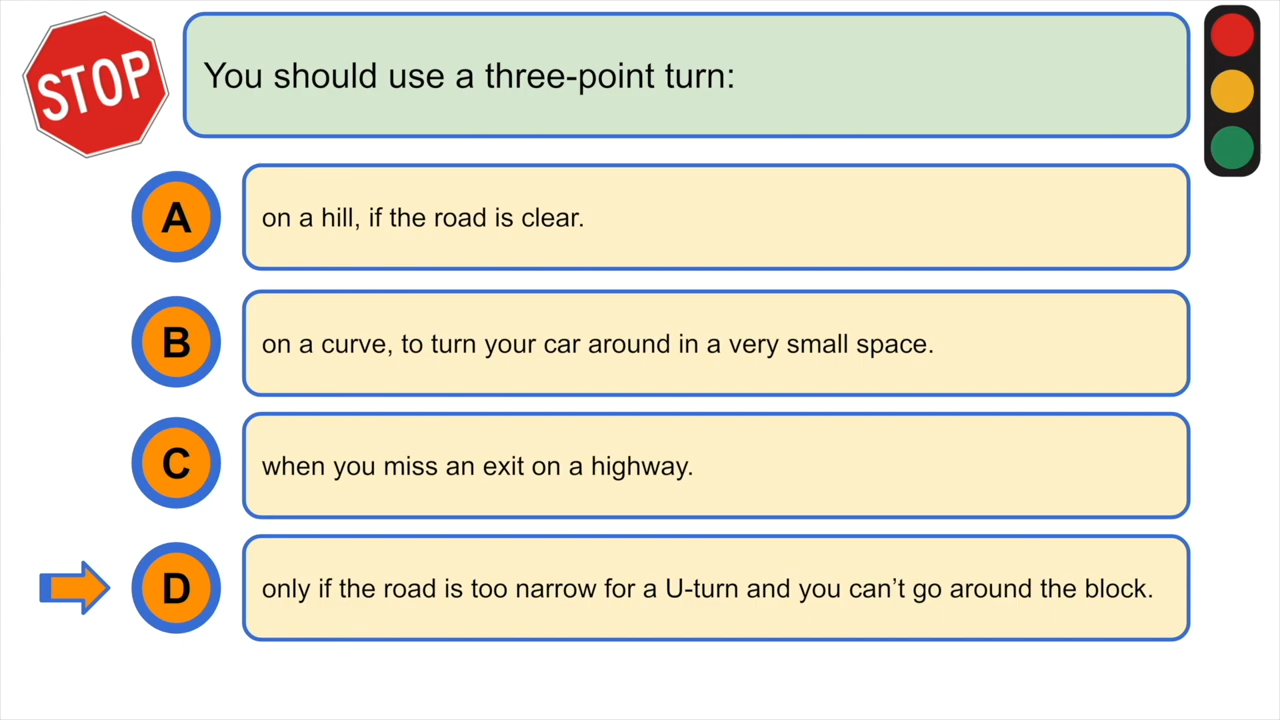 STOP
You should use a three-point turn:
A
on a hill, if the road is clear.
B
on a curve, to turn your car around in a very small space.
C
when you miss an exit on a highway.
D
only if the road is too narrow for a U-turn and you can’t go around the block.